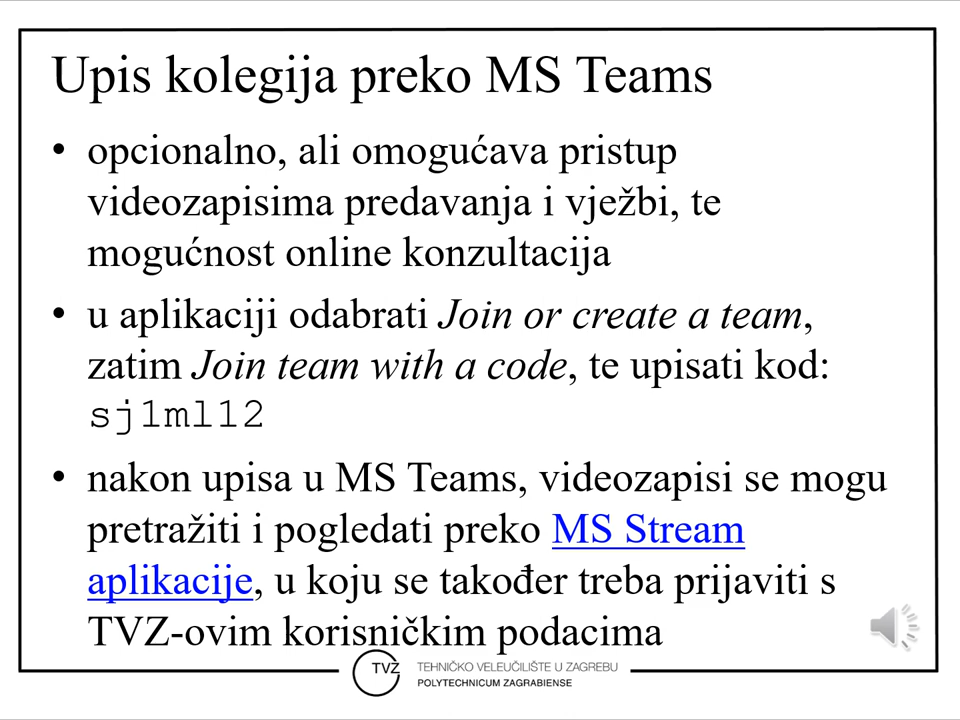 Upis kolegija preko MS Teams
• opcionalno, ali omogućava pristup
videozapisima predavanja i vježbi, te
mogućnost online konzultacija
• u aplikaciji odabrati Join or create a team,
zatim Join team with a code, te upisati kod:
sj1ml12
• nakon upisa u MS Teams, videozapisi se mogu
pretražiti i pogledati preko MS Stream
aplikacije, u koju se također treba prijaviti s
TVZ-ovim korisničkim podacima
TVZ TEHNIČKO VELEUČILIŠTE U ZAGREBU
POLYTECHNICUM ZAGRABIENSE